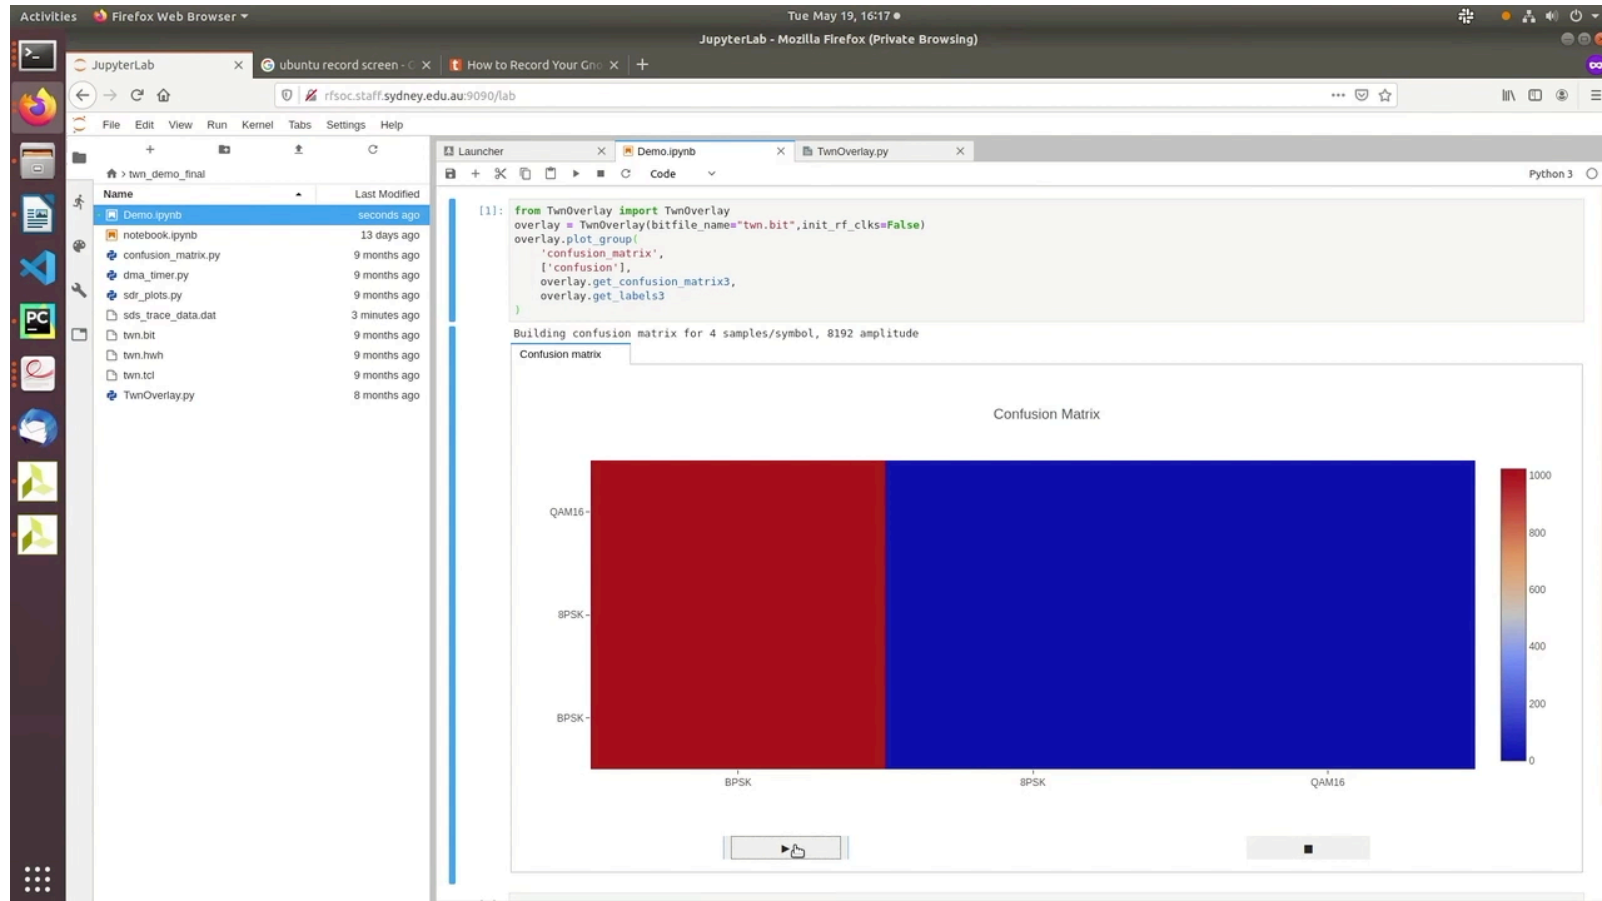 Activities Firefox Web Browser Tue May 19, 16:17
JupyterLab - Mozilla Firefox (Private Browsing)
JupyterLab ubuntu record screen - How to Record Your Gno
rfsoc.staff.sydney.edu.au:9090/lab
File Edit View Run Kernel Tabs Settings Help
Launcher Demo.ipynb TwnOverlay.py
> twn_demo_final
Code Python 3
Name Last Modified
Demo.ipynb seconds ago
notebook.ipynb 13 days ago
confusion_matrix.py 9 months ago
dma_timer.py 9 months ago
sdr_plots.py 9 months ago
sds_trace_data.dat 3 minutes ago
twn.bit 9 months ago
twn.hwh 9 months ago
twn.tcl 9 months ago
TwnOverlay.py 8 months ago
[1]: from TwnOverlay import TwnOverlay
overlay = TwnOverlay(bitfile_name="twn.bit",init_rf_clks=False)
overlay.plot_group(
'confusion_matrix',
['confusion'],
overlay.get_confusion_matrix3,
overlay.get_labels3
)
Building confusion matrix for 4 samples/symbol, 8192 amplitude
Confusion matrix
Confusion Matrix
QAM16
8PSK
BPSK
BPSK 8PSK QAM16
1000
800
600
400
200
0
PC